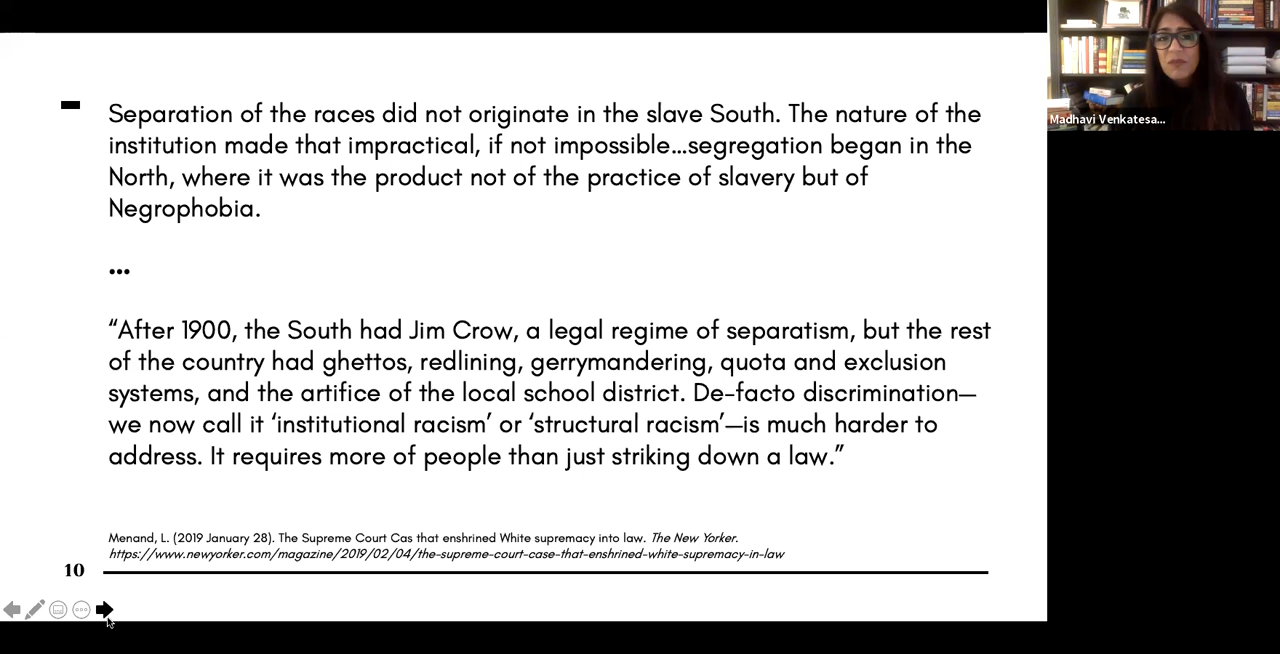 Separation of the races did not originate in the slave South. The nature of the
institution made that impractical, if not impossible...segregation began in the
North, where it was the product not of the practice of slavery but of
Negrophobia.
...
“After 1900, the South had Jim Crow, a legal regime of separatism, but the rest
of the country had ghettos, redlining, gerrymandering, quota and exclusion
systems, and the artifice of the local school district. De-facto discrimination—
we now call it ‘institutional racism’ or ‘structural racism’—is much harder to
address. It requires more of people than just striking down a law.”
Menand, L. (2019 January 28). The Supreme Court Cas that enshrined White supremacy into law. The New Yorker.
https://www.newyorker.com/magazine/2019/02/04/the-supreme-court-case-that-enshrined-white-supremacy-in-law
10
Madhavi Venkatesa...